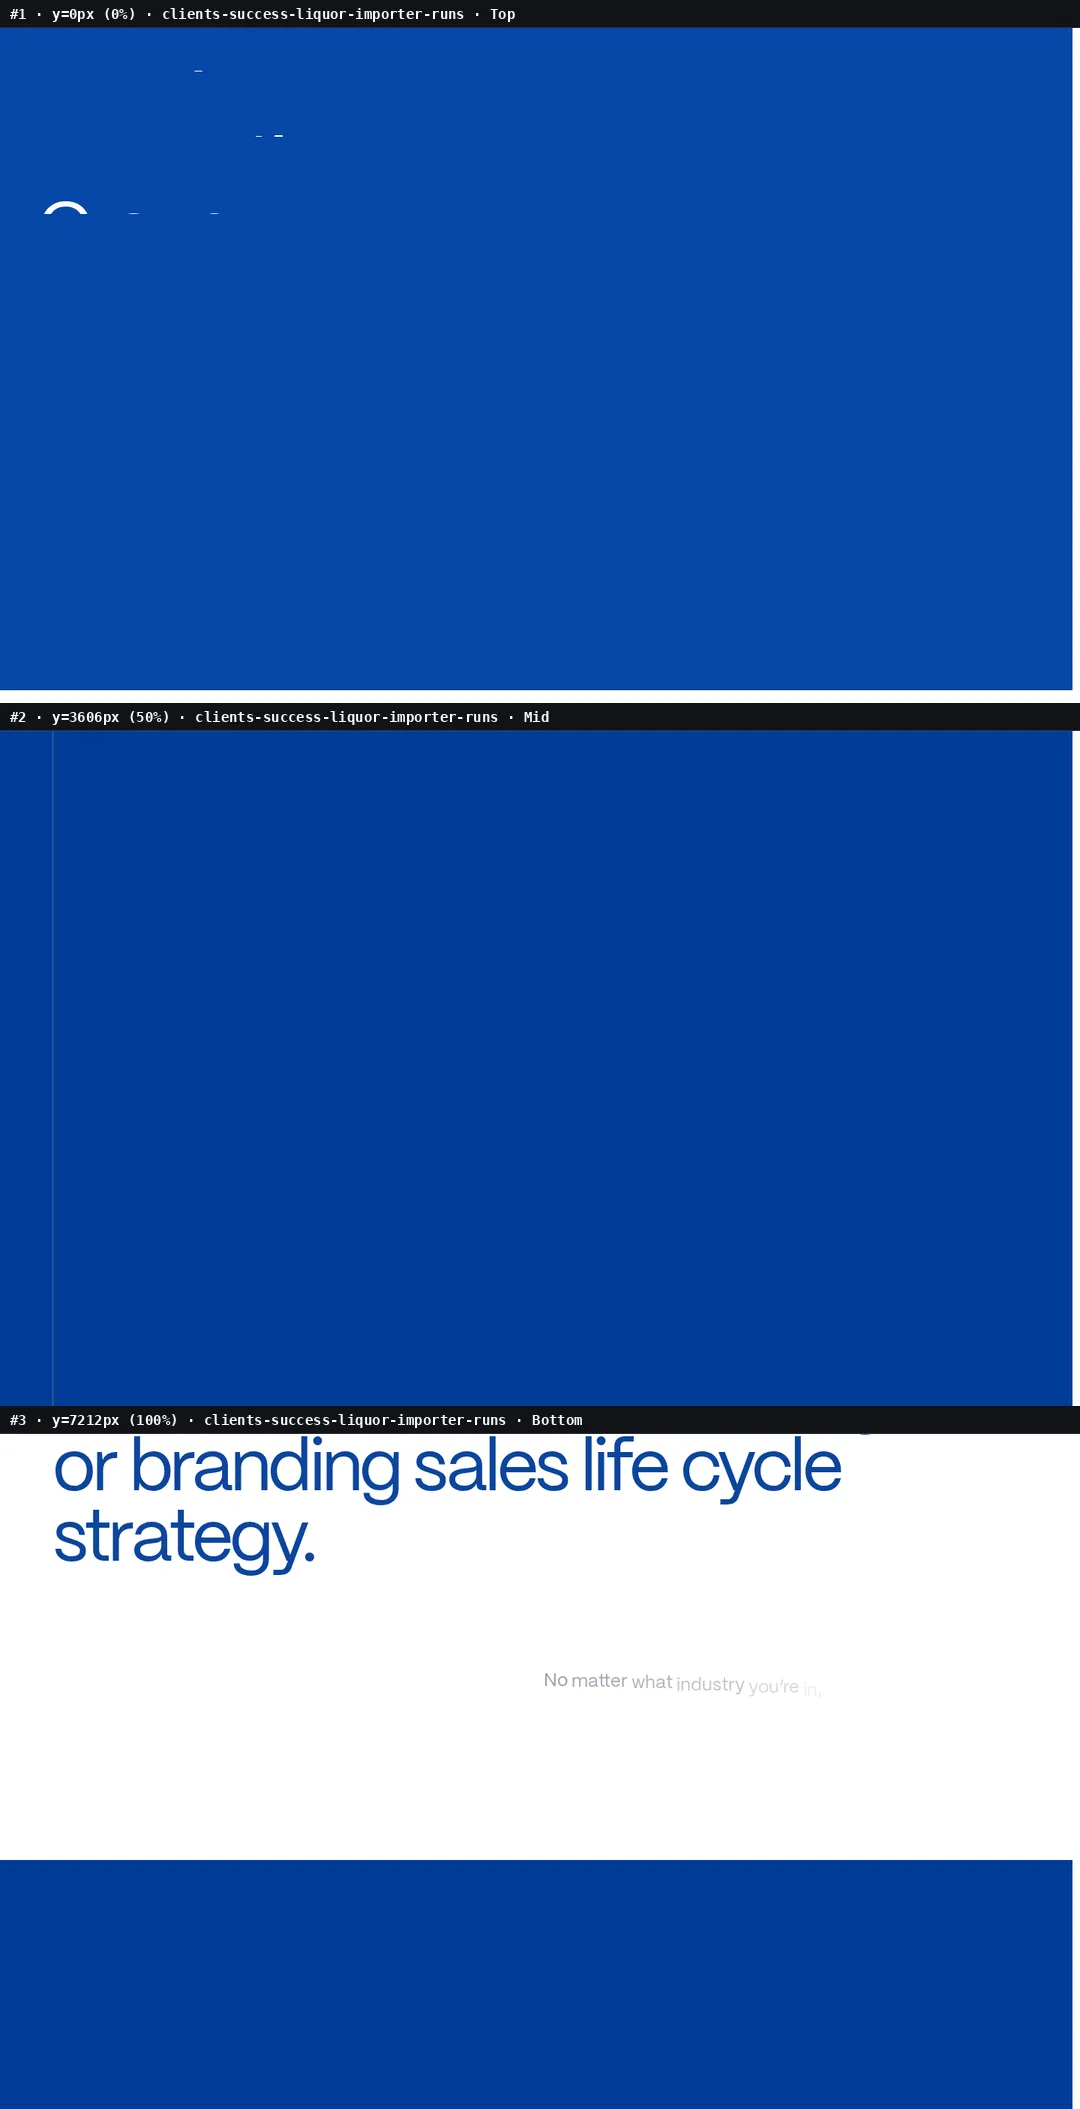 #1 · y=0px (0%) · clients-success-liquor-importer-runs · Top
#2 · y=3606px (50%) · clients-success-liquor-importer-runs · Mid
#3 · y=7212px (100%) · clients-success-liquor-importer-runs · Bottom
or branding sales life cycle
strategy.
No matter what industry you’re in,